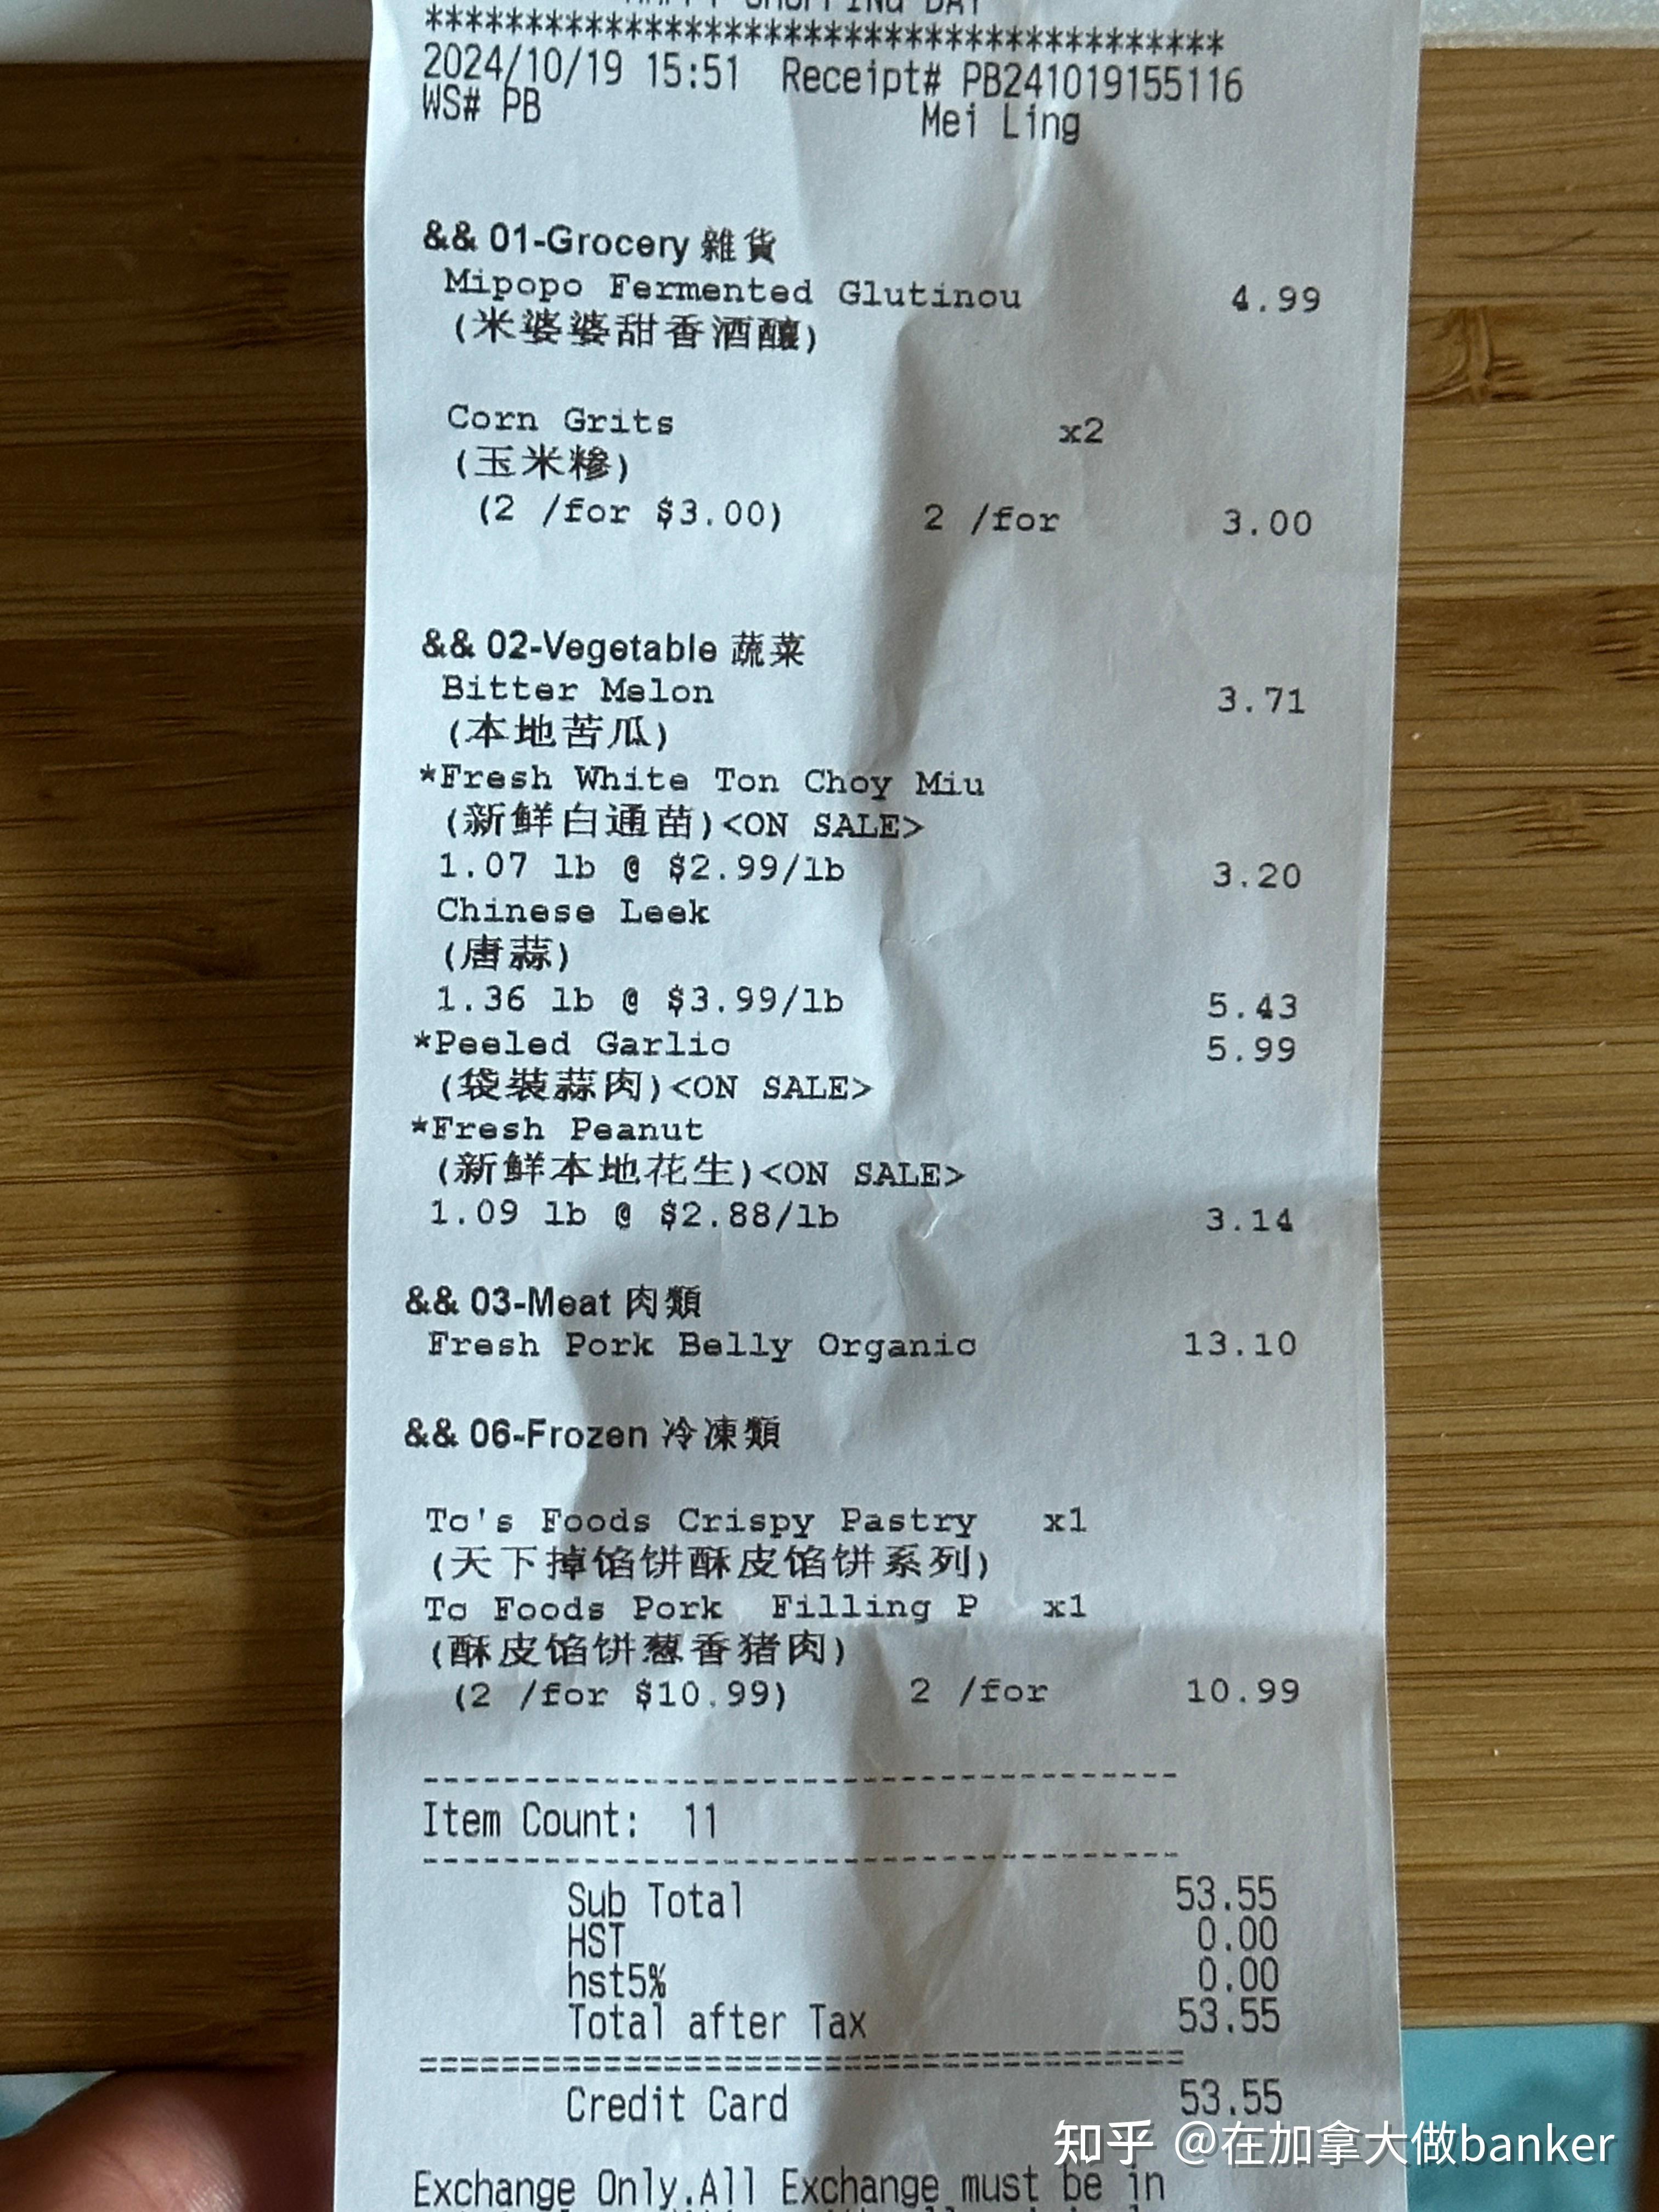 HAPPY SHOPPING DAY
****************************************
2024/10/19 15:51 Receipt# PB241019155116
WS# PB Mei Ling
&& 01-Grocery 雜貨
Mipopo Fermented Glutinou 4.99
(米婆婆甜香酒釀)
Corn Grits x2
(玉米糝)
(2 /for $3.00) 2 /for 3.00
&& 02-Vegetable 蔬菜
Bitter Melon 3.71
(本地苦瓜)
*Fresh White Ton Choy Miu
(新鮮白通苗)<ON SALE>
1.07 lb @ $2.99/lb 3.20
Chinese Leek
(唐蒜)
1.36 lb @ $3.99/lb 5.43
*Peeled Garlic 5.99
(袋裝蒜肉)<ON SALE>
*Fresh Peanut
(新鮮本地花生)<ON SALE>
1.09 lb @ $2.88/lb 3.14
&& 03-Meat 肉類
Fresh Pork Belly Organic 13.10
&& 06-Frozen 冷凍類
Tc's Foods Crispy Pastry x1
(天下掉馅饼酥皮馅饼系列)
Tc Foods Pork Filling P x1
(酥皮馅饼葱香猪肉)
(2 /for $10.99) 2 /for 10.99
Item Count: 11
Sub Total 53.55
HST 0.00
hst5% 0.00
Total after Tax 53.55
Credit Card 53.55
Exchange Only.All Exchange must be in
知乎 @在加拿大做banker